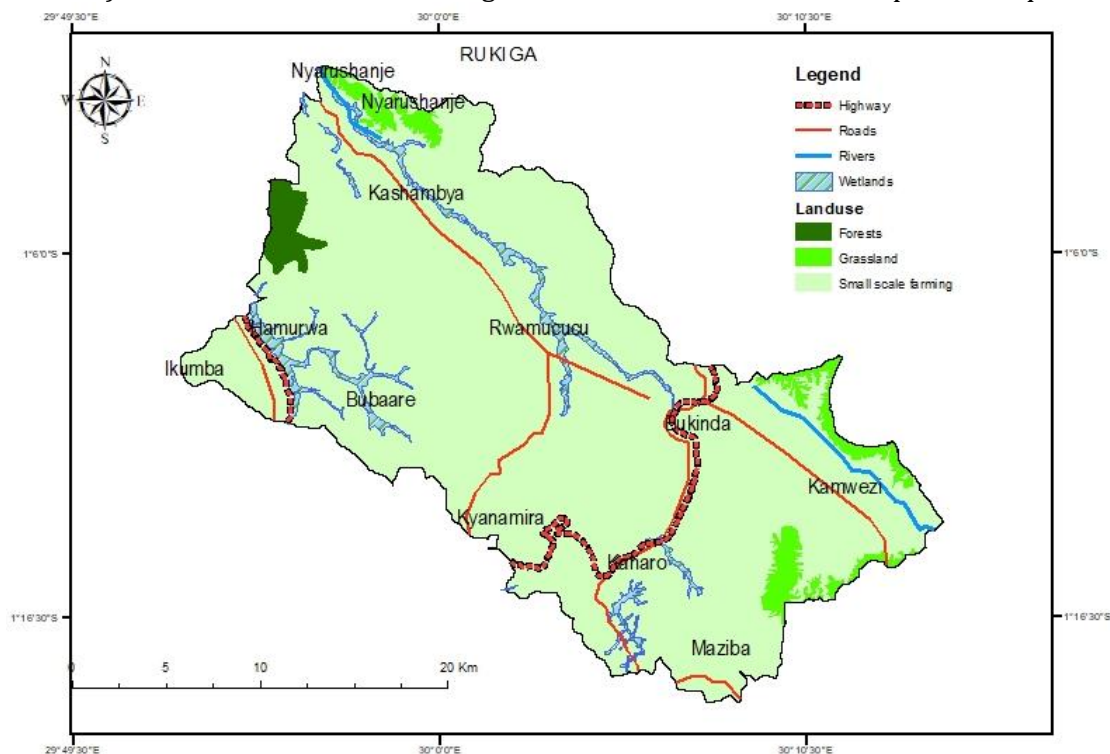 29°49'30"E 30°0'0"E 30°10'30"E
RUKIGA
N
W E
S
Nyarushanje
Nyarushanje
Kashambya
Rwamucucu
Hamurwa
Ikumba
Bubaare
Bukinda
Kamwezi
Kyanamira
Kaharo
Maziba
Legend
Highway
Roads
Rivers
Wetlands
Landuse
Forests
Grassland
Small scale farming
1°6'0"S 1°6'0"S
1°16'30"S 1°16'30"S
0 5 10 20 Km
29°49'30"E 30°0'0"E 30°10'30"E